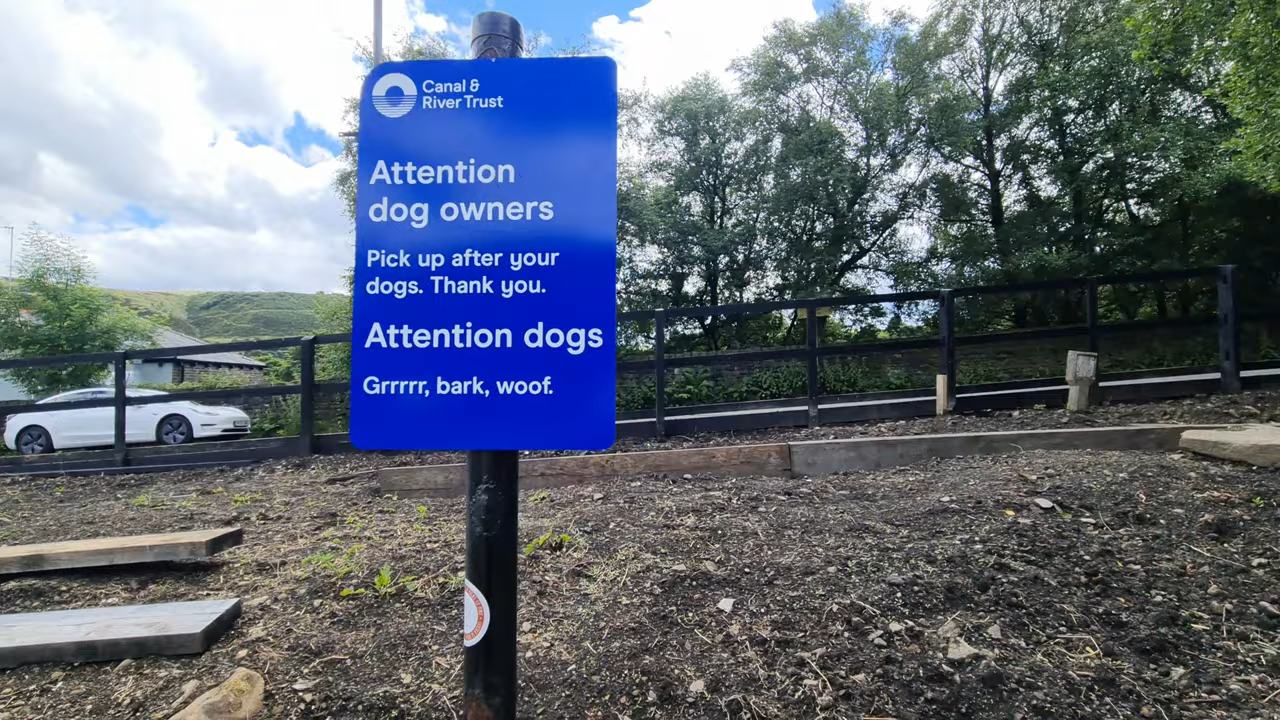 Canal &
River Trust
Attention
dog owners
Pick up after your
dogs. Thank you.
Attention dogs
Grrrrr, bark, woof.